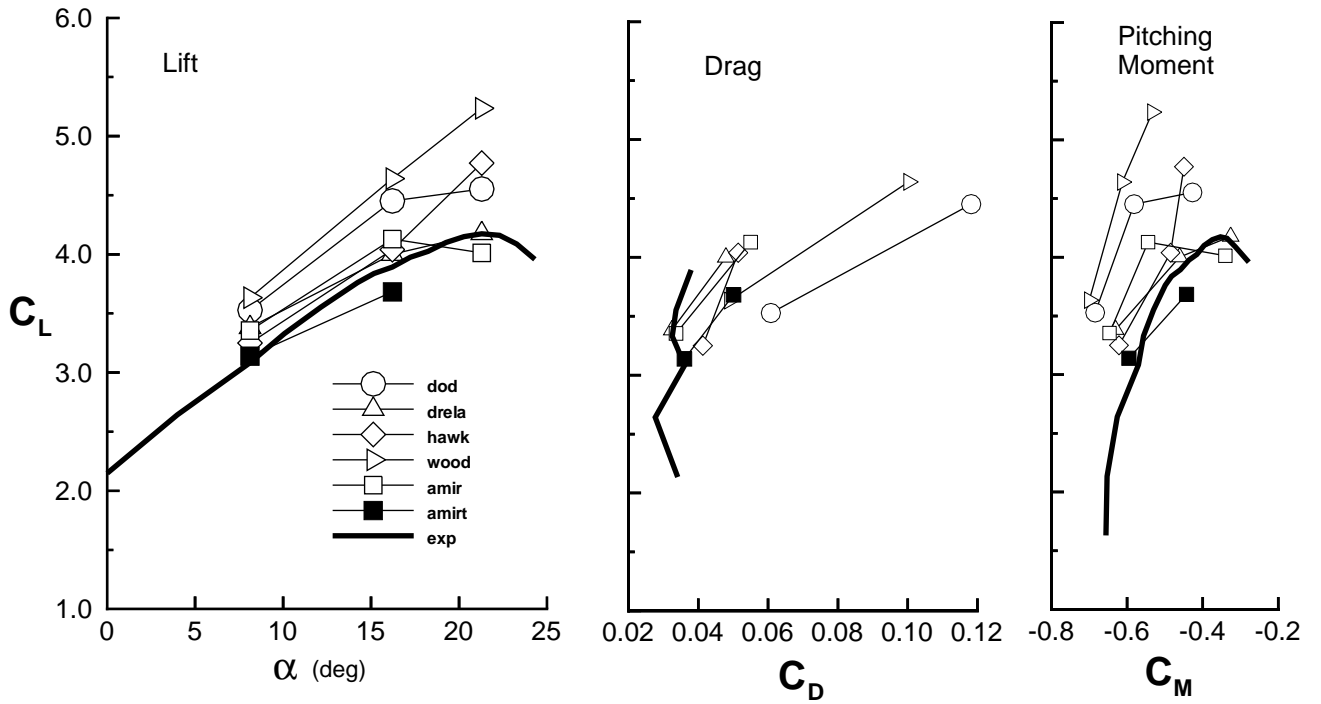 6.0
5.0
4.0
3.0
2.0
1.0
C_L
Lift
dod
drela
hawk
wood
amir
amirt
exp
0 5 10 15 20 25
α (deg)
Drag
0.02 0.04 0.06 0.08 0.10 0.12
C_D
Pitching
Moment
-0.8 -0.6 -0.4 -0.2
C_M